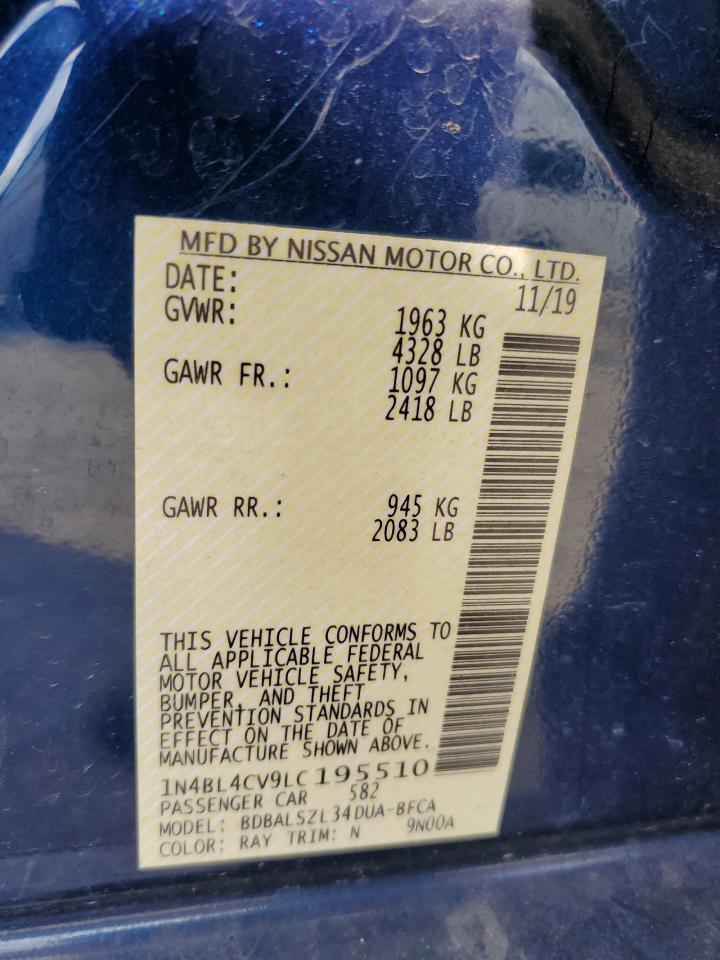 MFD BY NISSAN MOTOR CO., LTD.
DATE: 11/19
GVWR: 1963 KG
4328 LB
GAWR FR.: 1097 KG
2418 LB
GAWR RR.: 945 KG
2083 LB
THIS VEHICLE CONFORMS TO
ALL APPLICABLE FEDERAL
MOTOR VEHICLE SAFETY,
BUMPER, AND THEFT
PREVENTION STANDARDS IN
EFFECT ON THE DATE OF
MANUFACTURE SHOWN ABOVE.
1N4BL4CV9LC195510
PASSENGER CAR 582
MODEL: BDBALSZL34DUA-BFCA
COLOR: RAY TRIM: N 9N00A